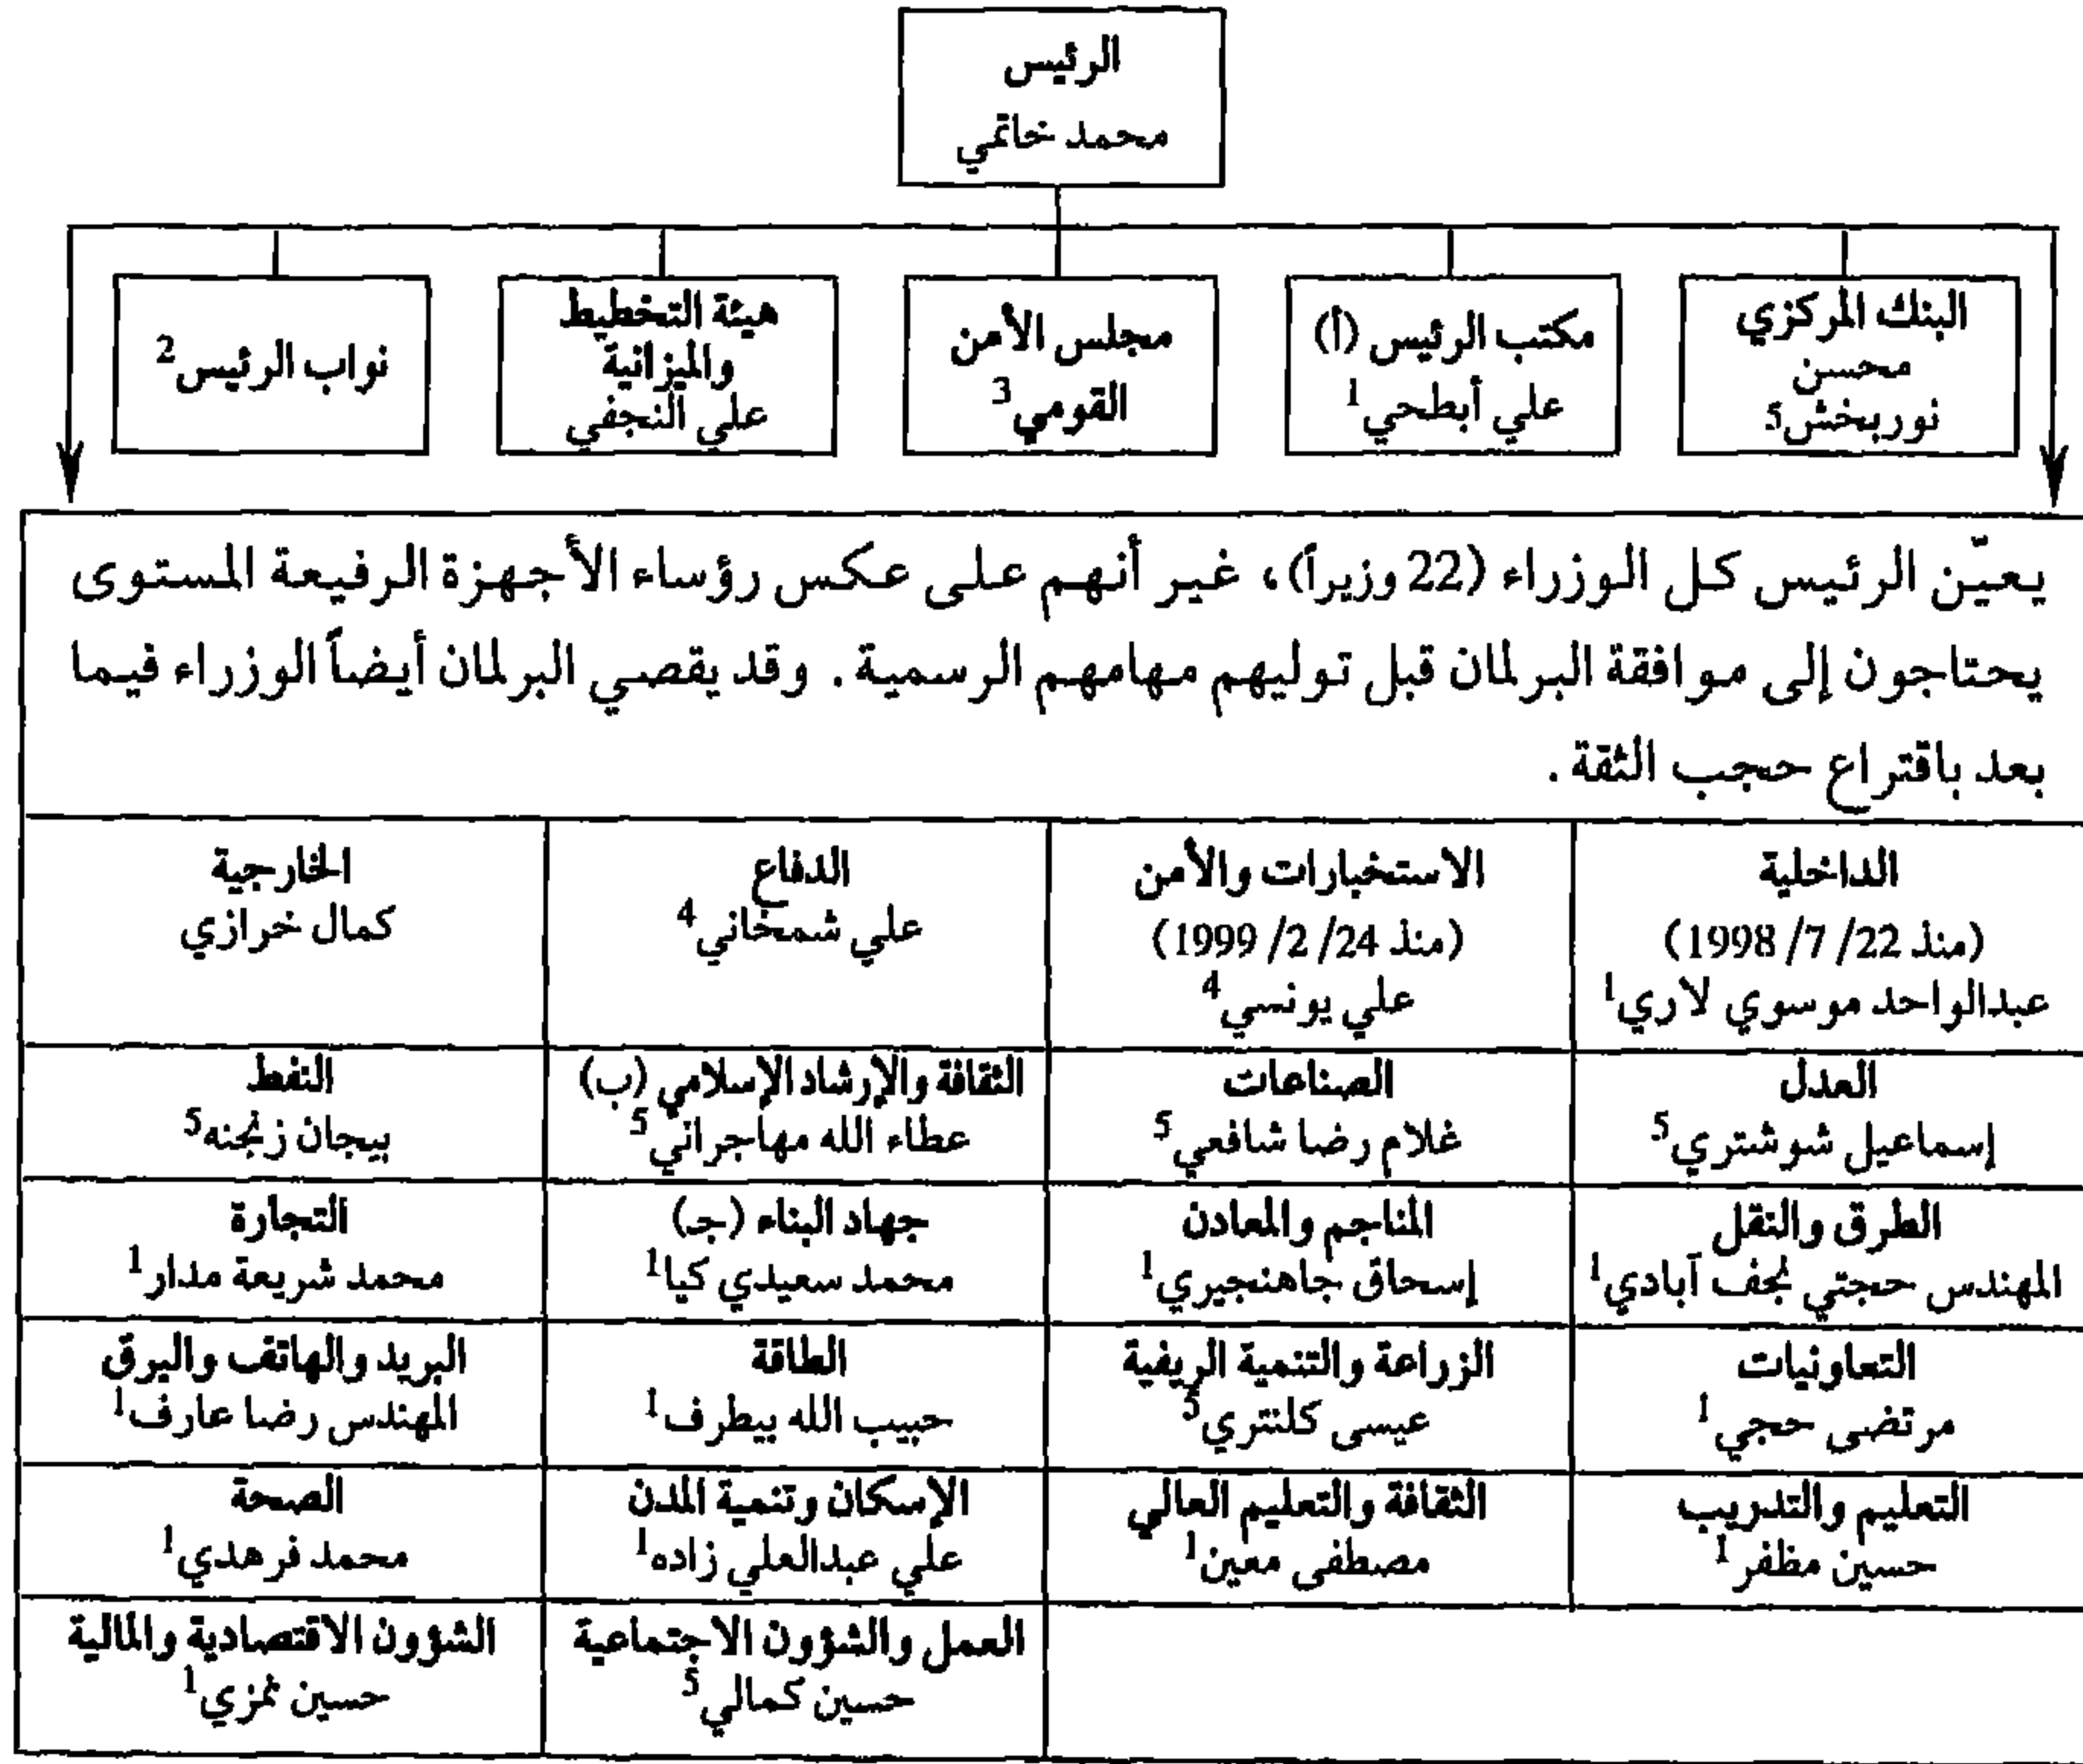 الرئيس
محمد خاتمي
البنك المركزي
محسن
نوربخش5
مكتب الرئيس (أ)
علي أبطحي1
مجلس الأمن
القومي3
هيئة التخطيط
والميزانية
علي النجفي
نواب الرئيس2
يعيّن الرئيس كل الوزراء (22 وزيراً)، غير أنهم على عكس رؤساء الأجهزة الرفيعة المستوى
يحتاجون إلى موافقة البرلمان قبل توليهم مهامهم الرسمية. وقد يقصي البرلمان أيضاً الوزراء فيما
بعد باقتراع حجب الثقة.
الداخلية
(منذ 22/ 7/ 1998)
عبدالواحد موسوي لاري1
الاستخبارات والأمن
(منذ 24/ 2/ 1999)
علي يونسي4
الدفاع
علي شمخاني4
الخارجية
كمال خرازي
العدل
إسماعيل شوشتري5
الصناعات
غلام رضا شافعي5
الثقافة والإرشاد الإسلامي (ب)
عطاء الله مهاجراني5
النفط
بيجان زنجنه5
الطرق والنقل
المهندس حجتي نجف آبادي1
المناجم والمعادن
إسحاق جاهنجيري1
جهاد البناء (جـ)
محمد سعيدي كيا1
التجارة
محمد شريعة مدار1
التعاونيات
مرتضى حجي1
الزراعة والتنمية الريفية
عيسى كلنتري5
الطاقة
حبيب الله بيطرف1
البريد والهاتف والبرق
المهندس رضا عارف1
التعليم والتدريب
حسين مظفر1
الثقافة والتعليم العالي
مصطفى معين1
الإسكان وتنمية المدن
علي عبدالعلي زاده1
الصحة
محمد فرهدي1
العمل والشؤون الاجتماعية
حسين كمالي5
الشؤون الاقتصادية والمالية
حسين نمزي1